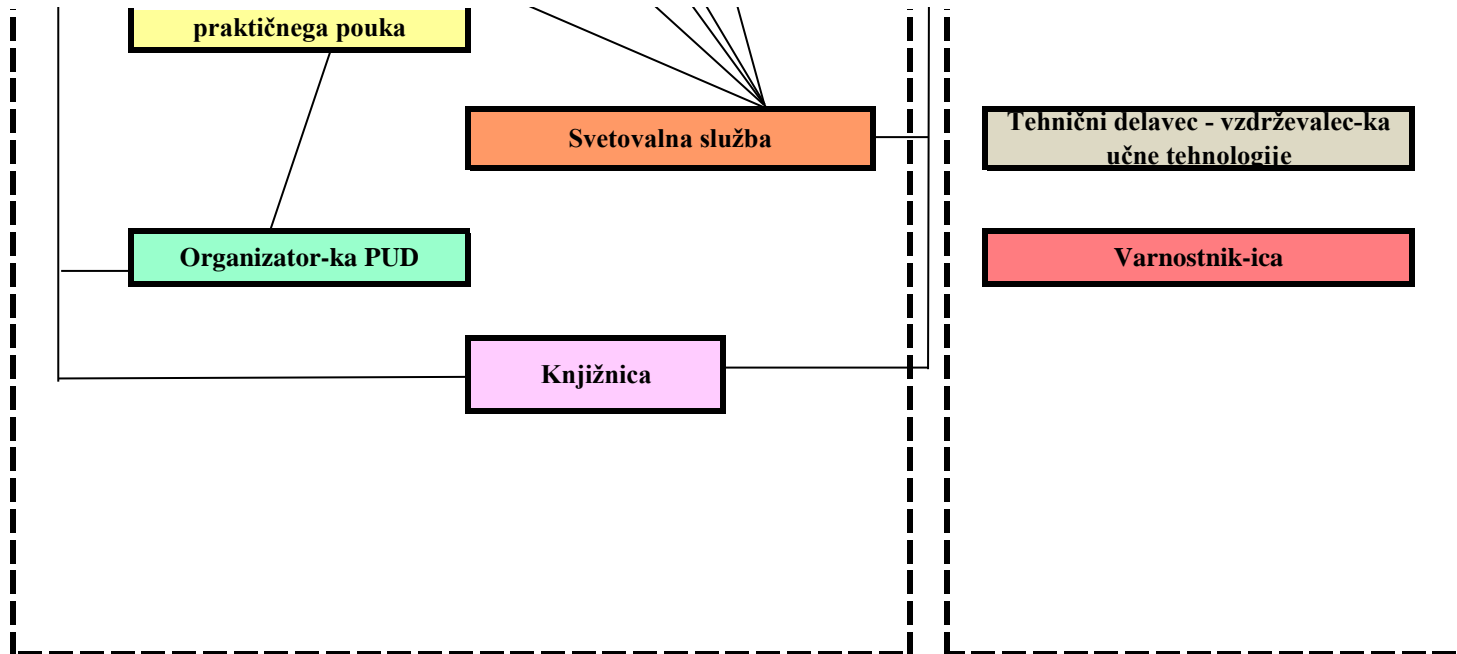 praktičnega pouka
Svetovalna služba
Tehnični delavec - vzdrževalec-ka
učne tehnologije
Organizator-ka PUD
Varnostnik-ica
Knjižnica